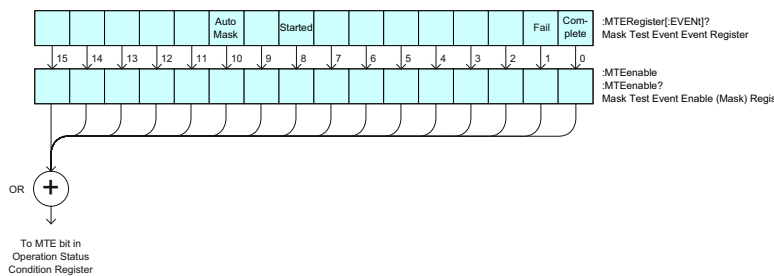 Auto
Mask
Started
Fail
Com-
plete
:MTERegister[:EVENt]?
Mask Test Event Event Register
15 14 13 12 11 10 9 8 7 6 5 4 3 2 1 0
:MTEenable
:MTEenable?
Mask Test Event Enable (Mask) Regis
OR
+
To MTE bit in
Operation Status
Condition Register